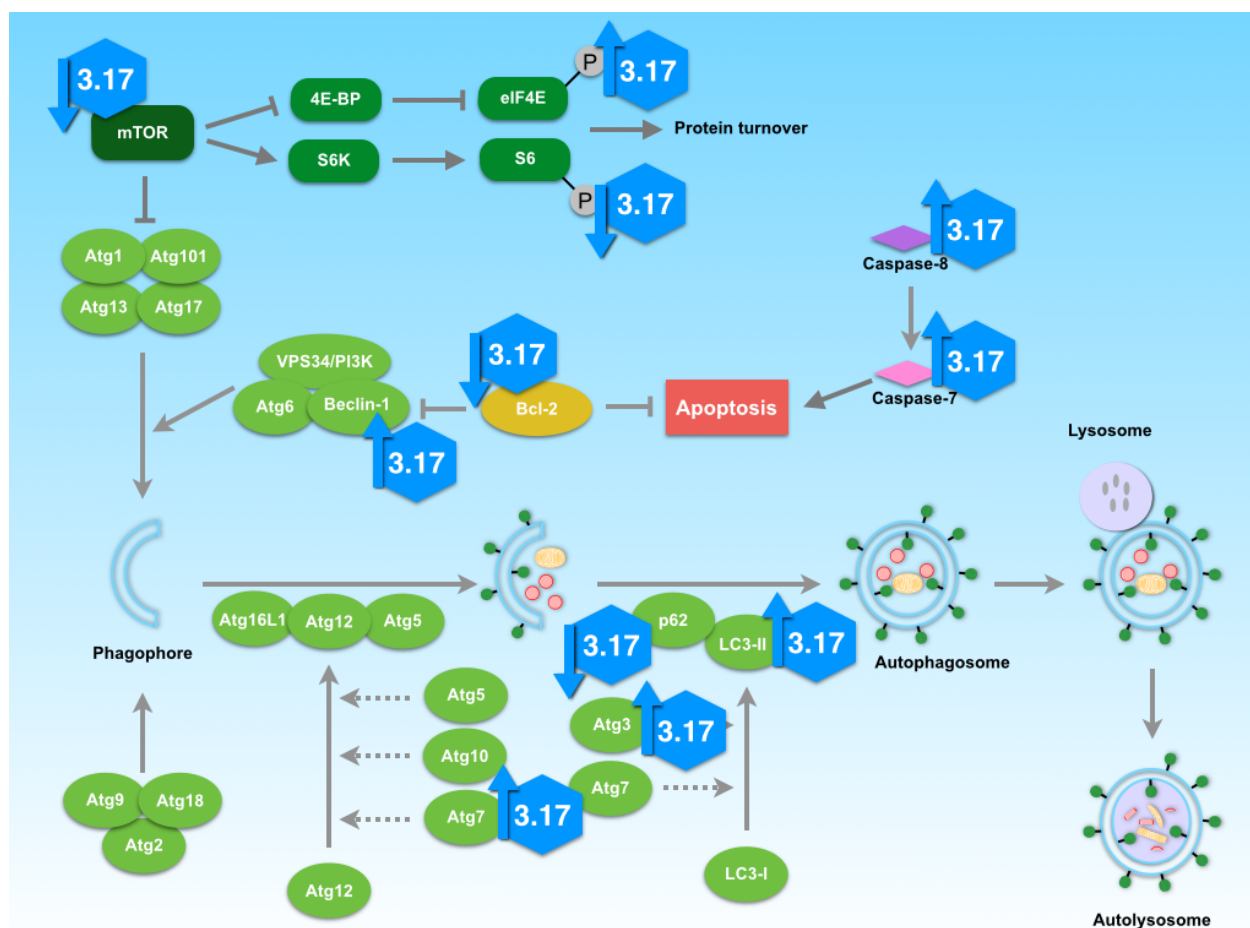 3.17
mTOR
4E-BP
eIF4E
P
3.17
Protein turnover
S6K
S6
P
3.17
Atg1
Atg101
Atg13
Atg17
3.17
Caspase-8
3.17
Caspase-7
VPS34/PI3K
Atg6
Beclin-1
3.17
3.17
Bcl-2
Apoptosis
Lysosome
Phagophore
Atg16L1
Atg12
Atg5
p62
3.17
LC3-II
3.17
Autophagosome
Atg5
Atg3
3.17
Atg10
Atg7
3.17
Atg7
Atg9
Atg18
Atg2
Atg12
LC3-I
Autolysosome